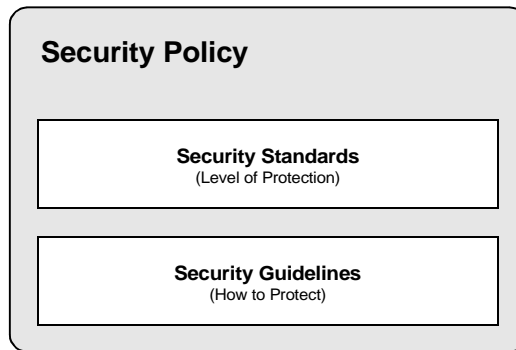 Security Policy
Security Standards
(Level of Protection)
Security Guidelines
(How to Protect)